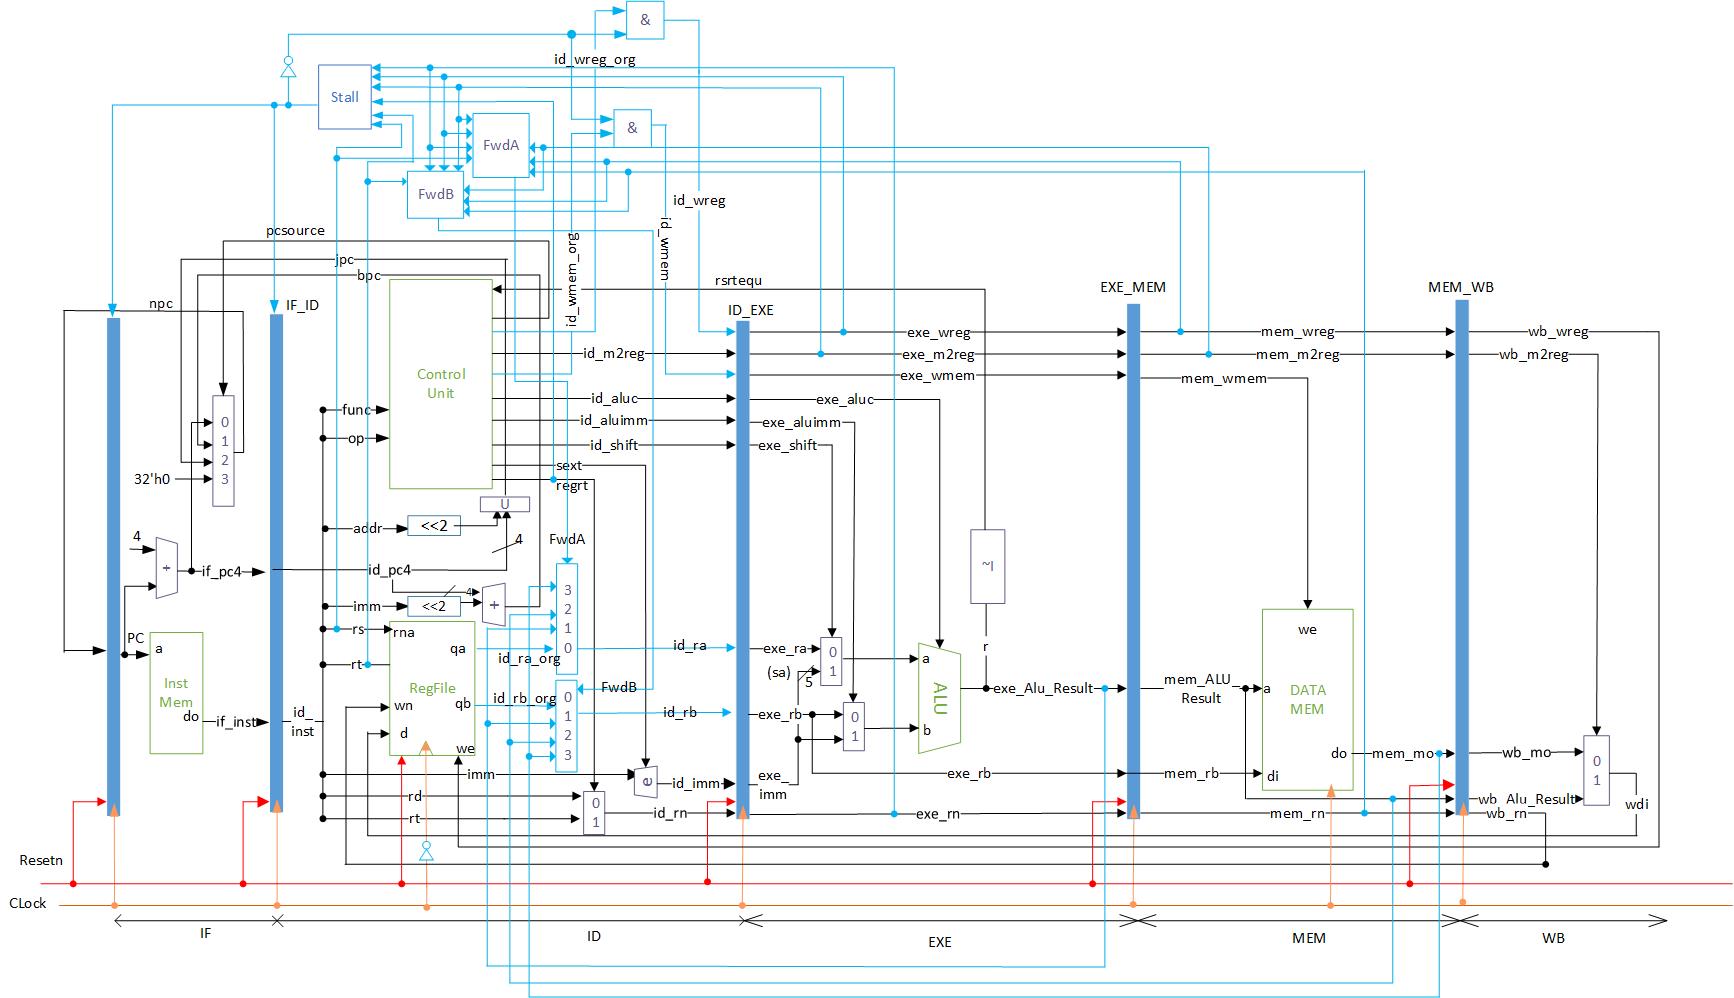 &
id_wreg_org
Stall
&
FwdA
FwdB
id_wreg
id_wmem_org
id_wmem
pcsource
jpc
bpc
rsrtequ
npc
IF_ID
ID_EXE
EXE_MEM
MEM_WB
exe_wreg
mem_wreg
wb_wreg
id_m2reg
exe_m2reg
mem_m2reg
wb_m2reg
Control
Unit
exe_wmem
mem_wmem
id_aluc
exe_aluc
func
id_aluimm
exe_aluimm
op
id_shift
exe_shift
0
1
2
3
32'h0
sext
regrt
U
addr
<<2
4
FwdA
4
+
if_pc4
id_pc4
~|
3
2
1
0
imm
<<2
4
+
rs
rna
PC
a
Inst
Mem
do
if_inst
id_
inst
rt
qa
id_ra_org
id_ra
RegFile
qb
id_rb_org
FwdB
id_rb
wn
d
we
0
1
2
3
exe_ra
(sa)
5
0
1
exe_rb
0
1
a
ALU
b
r
exe_Alu_Result
mem_ALU_
Result
we
a
DATA
MEM
do
di
mem_mo
wb_mo
0
1
imm
e
id_imm
exe_
imm
exe_rb
mem_rb
rd
rt
0
1
id_rn
exe_rn
mem_rn
wb_Alu_Result
wb_rn
wdi
Resetn
CLock
IF
ID
EXE
MEM
WB